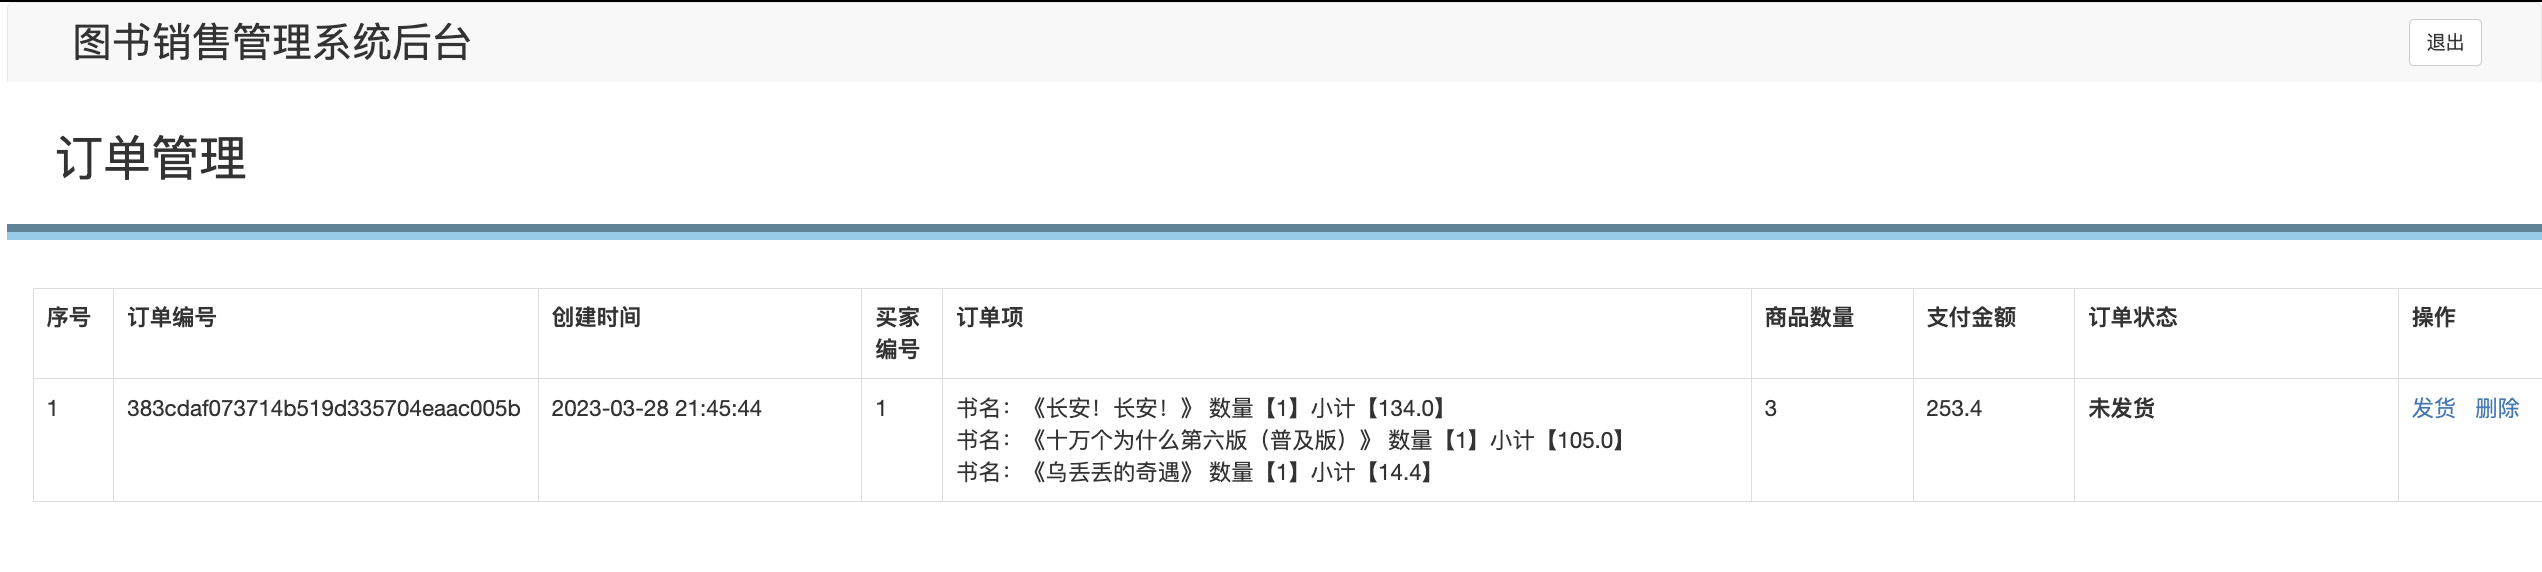 图书销售管理系统后台
退出
订单管理
序号 订单编号 创建时间 买家编号 订单项 商品数量 支付金额 订单状态 操作
1 383cdaf073714b519d335704eaac005b 2023-03-28 21:45:44 1 书名：《长安！长安！》 数量【1】小计【134.0】 3 253.4 未发货 发货 删除
书名：《十万个为什么第六版（普及版）》 数量【1】小计【105.0】
书名：《乌丢丢的奇遇》 数量【1】小计【14.4】